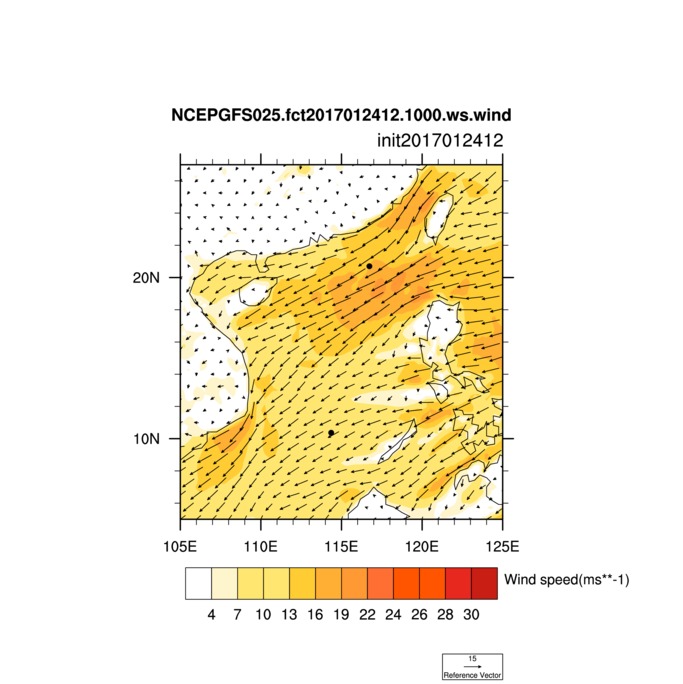 NCEPGFS025.fct2017012412.1000.ws.wind
init2017012412
20N
10N
105E 110E 115E 120E 125E
Wind speed(ms**-1)
4 7 10 13 16 19 22 24 26 28 30
15
Reference Vector